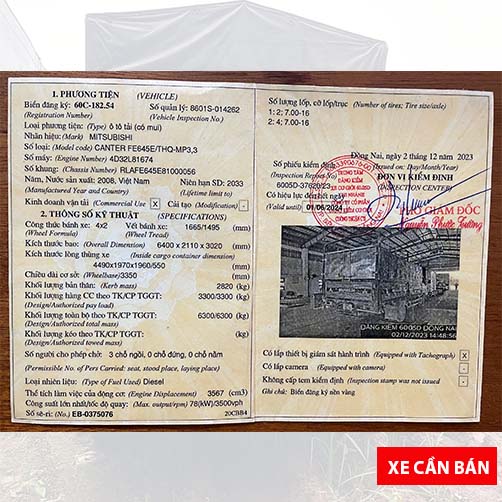 1. PHƯƠNG TIỆN (VEHICLE)
Biển đăng ký: 60C-182.54 Số quản lý: 8601S-014262
(Registration Number) (Vehicle Inspection No.)
Loại phương tiện: (Type) ô tô tải (có mui)
Nhãn hiệu: (Mark) MITSUBISHI
Số loại: (Model code) CANTER FE645E/THQ-MP3,3
Số máy: (Engine Number) 4D32L81674
Số khung: (Chassis Number) RLAFE645E81000056
Năm, Nước sản xuất: 2008, Việt Nam Niên hạn SD: 2033
(Manufactured Year and Country) (Lifetime limit to)
Kinh doanh vận tải (Commercial Use) X Cải tạo (Modification) -
2. THÔNG SỐ KỸ THUẬT (SPECIFICATIONS)
Công thức bánh xe: 4x2 Vết bánh xe: 1665/1495 (mm)
(Wheel Formula) (Wheel Tread)
Kích thước bao: (Overall Dimension) 6400 x 2110 x 3020 (mm)
Kích thước lòng thùng xe (Inside cargo container dimension)
4490x1970x1960/550 (mm)
Chiều dài cơ sở: (Wheelbase) 3350 (mm)
Khối lượng bản thân: (Kerb mass) 2820 (kg)
Khối lượng hàng CC theo TK/CP TGGT: 3300/3300 (kg)
(Design/Authorized pay load)
Khối lượng toàn bộ theo TK/CP TGGT: 6300/6300 (kg)
(Design/Authorized total mass)
Khối lượng kéo theo TK/CP TGGT: (kg)
(Design/Authorized towed mass)
Số người cho phép chở: 3 chỗ ngồi, 0 chỗ đứng, 0 chỗ nằm
(Permissible No. of Pers Carried: seat, stood place, laying place)
Loại nhiên liệu: (Type of Fuel Used) Diesel
Thể tích làm việc của động cơ: (Engine Displacement) 3567 (cm3)
Công suất lớn nhất/tốc độ quay: (Max. output/rpm) 78(kW)/3500vph
Số sê-ri: (No.) EB-0375076 20CBB4
Số lượng lốp, cỡ lốp/trục (Number of tires; Tire size/axle)
1: 2; 7.00-16
2: 4; 7.00-16
Đồng Nai, ngày 2 tháng 12 năm 2023
(Issued on: Day/Month/Year)
Số phiếu kiểm định ĐƠN VỊ KIỂM ĐỊNH
(Inspection Report No) (INSPECTION CENTER)
6005D-37820/23
Có hiệu lực đến hết ngày
(Valid until) 01/06/2024
PHÓ GIÁM ĐỐC
Nguyễn Phước Trường
TRUNG TÂM
ĐĂNG KIỂM
XE CƠ GIỚI
ĐĂNG KIỂM 6005D ĐỒNG NAI
02/12/2023 14:48:56
Có lắp thiết bị giám sát hành trình (Equipped with Tachograph) X
Có lắp camera (Equipped with camera) -
Không cấp tem kiểm định (Inspection stamp was not issued) -
Ghi chú: Biển đăng ký nền vàng
XE CẦN BÁN